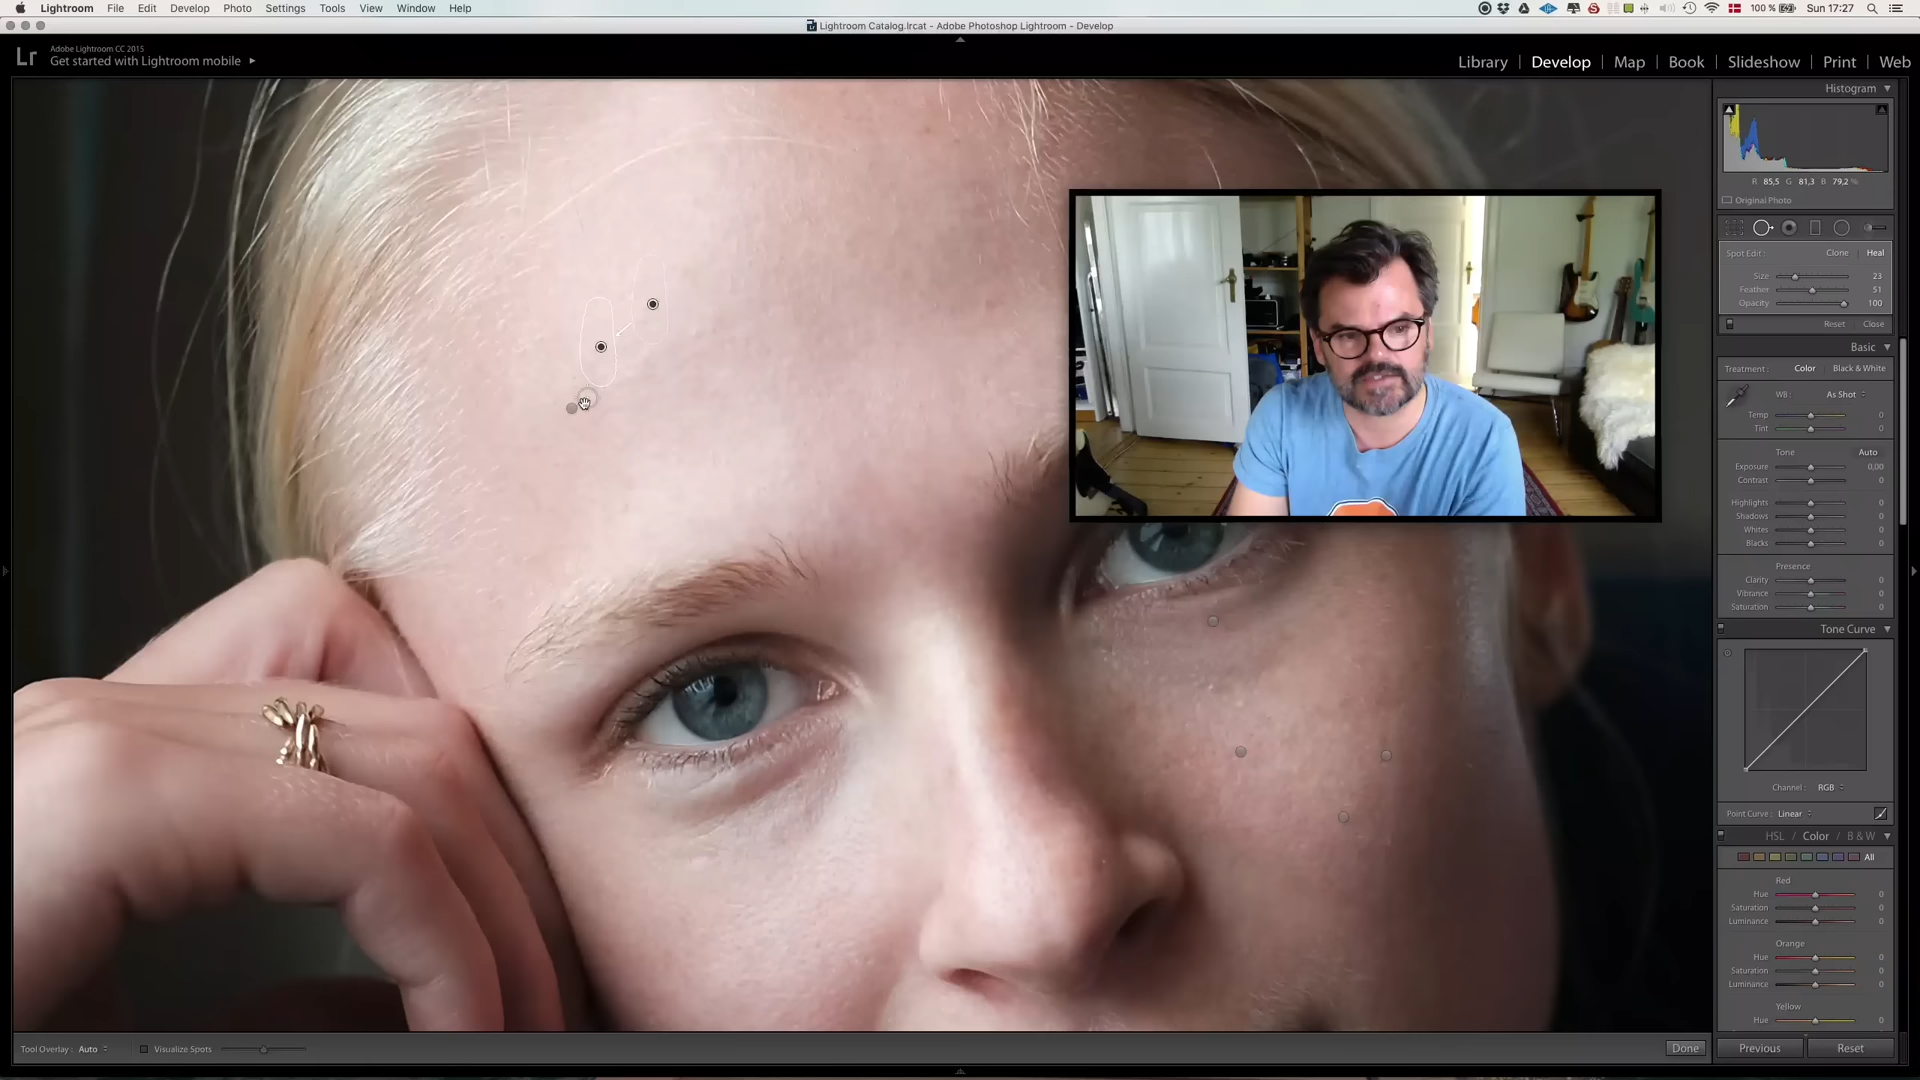 Lightroom File Edit Develop Photo Settings Tools View Window Help 100 % Sun 17:27
Lightroom Catalog.lrcat - Adobe Photoshop Lightroom - Develop
Lr Adobe Lightroom CC 2015
Get started with Lightroom mobile
Library | Develop | Map | Book | Slideshow | Print | Web
Histogram
R 85,5 G 81,3 B 79,2 %
Original Photo
Spot Edit : Clone Heal
Size 23
Feather 51
Opacity 100
Reset Close
Basic
Treatment : Color Black & White
WB : As Shot
Temp 0
Tint 0
Tone Auto
Exposure 0,00
Contrast 0
Highlights 0
Shadows 0
Whites 0
Blacks 0
Presence
Clarity 0
Vibrance 0
Saturation 0
Tone Curve
Channel : RGB
Point Curve : Linear
HSL / Color / B & W
All
Red
Hue 0
Saturation 0
Luminance 0
Orange
Hue 0
Saturation 0
Luminance 0
Yellow
Hue 0
Tool Overlay : Auto Visualize Spots Done Previous Reset